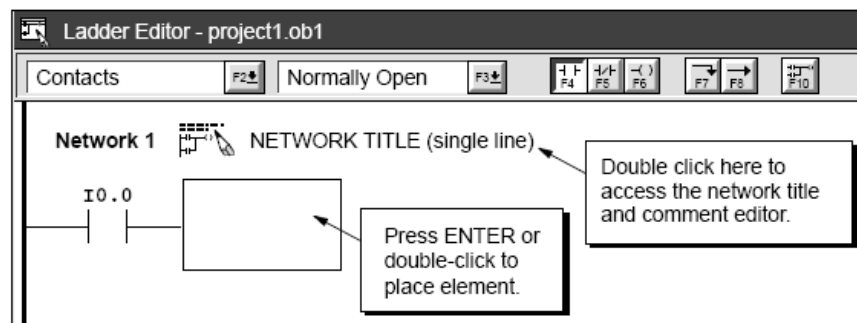 Ladder Editor - project1.ob1
Contacts F2 Normally Open F3 F4 F5 F6 F7 F8 F10
Network 1 NETWORK TITLE (single line)
Double click here to
access the network title
and comment editor.
I0.0
Press ENTER or
double-click to
place element.